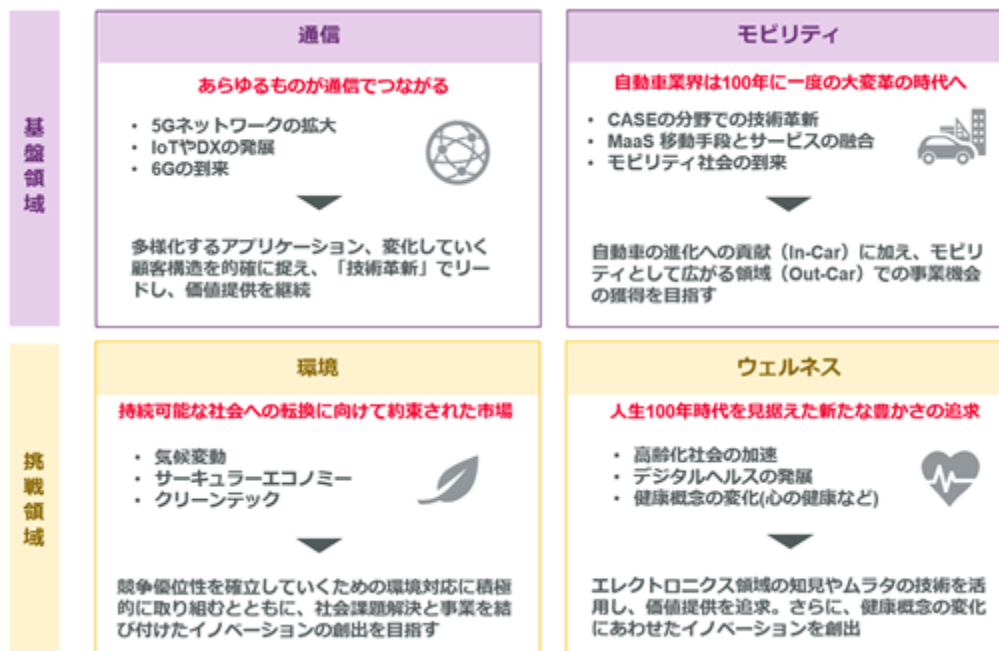 基盤領域
通信
あらゆるものが通信でつながる
• 5Gネットワークの拡大
• IoTやDXの発展
• 6Gの到来
多様化するアプリケーション、変化していく
顧客構造を的確に捉え、「技術革新」でリー
ドし、価値提供を継続
モビリティ
自動車業界は100年に一度の大変革の時代へ
• CASEの分野での技術革新
• MaaS 移動手段とサービスの融合
• モビリティ社会の到来
自動車の進化への貢献（In-Car）に加え、モビリ
ティとして広がる領域（Out-Car）での事業機会
の獲得を目指す
挑戦領域
環境
持続可能な社会への転換に向けて約束された市場
• 気候変動
• サーキュラーエコノミー
• クリーンテック
競争優位性を確立していくための環境対応に積極
的に取り組むとともに、社会課題解決と事業を結
び付けたイノベーションの創出を目指す
ウェルネス
人生100年時代を見据えた新たな豊かさの追求
• 高齢化社会の加速
• デジタルヘルスの発展
• 健康概念の変化(心の健康など)
エレクトロニクス領域の知見やムラタの技術を活
用し、価値提供を追求。さらに、健康概念の変化
にあわせたイノベーションを創出